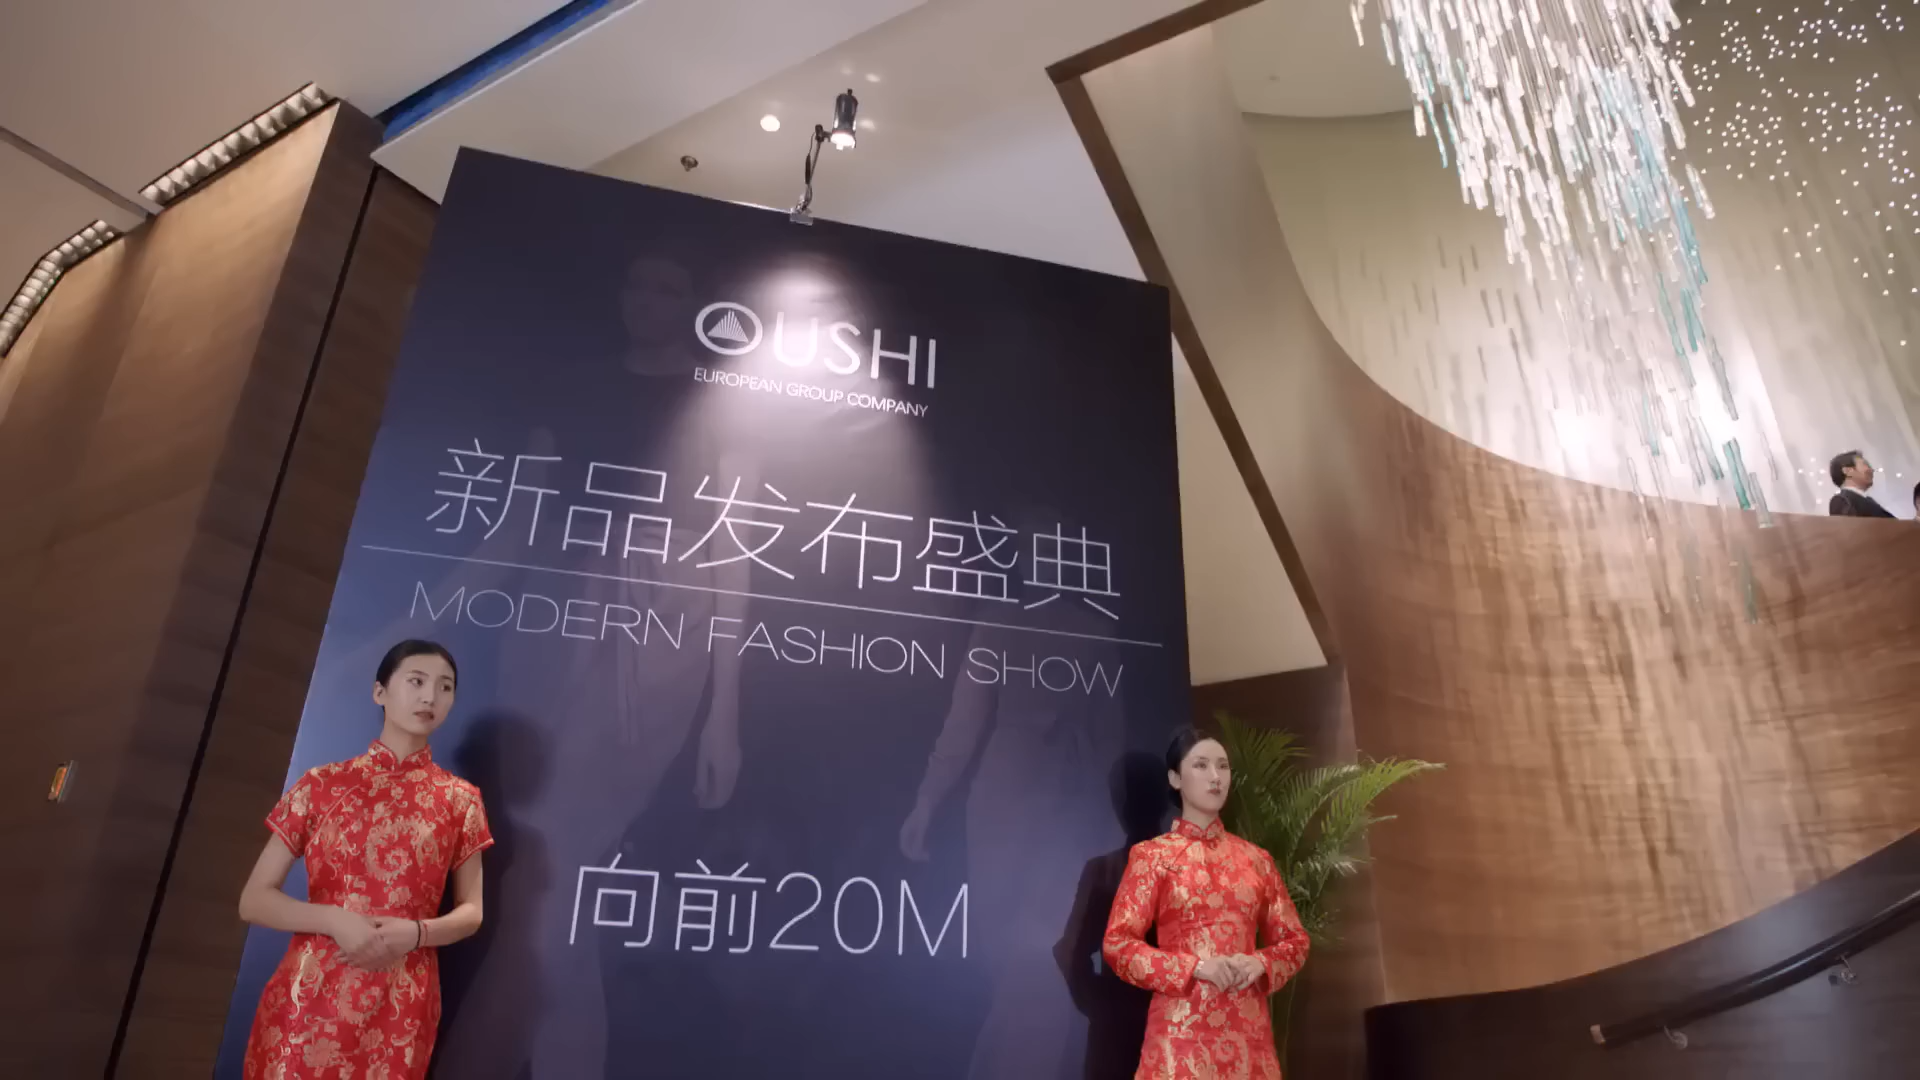 OUSHI
EUROPEAN GROUP COMPANY
新品发布盛典
MODERN FASHION SHOW
向前20M